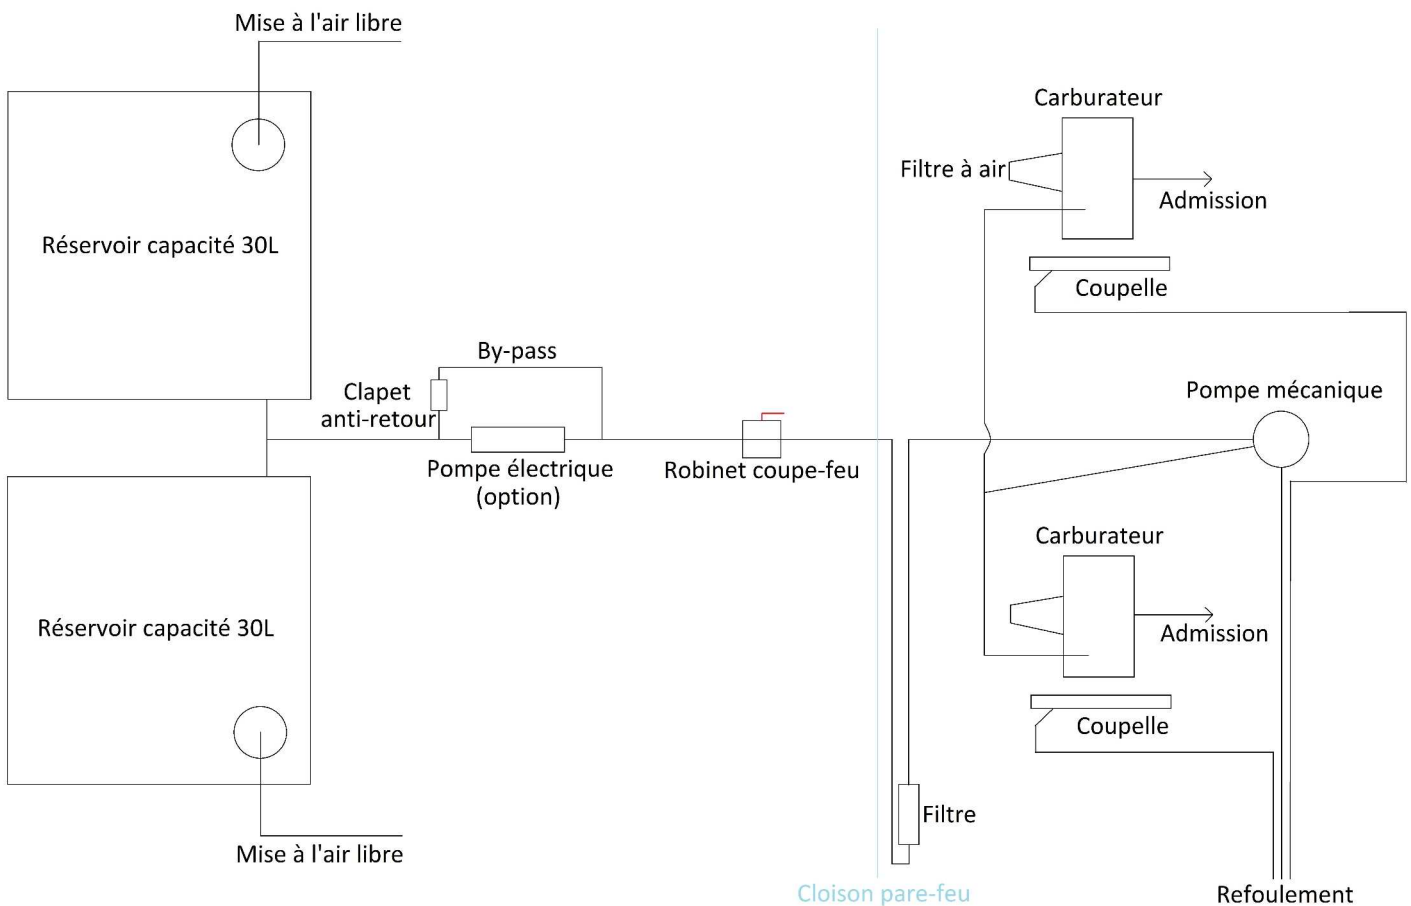 Mise à l'air libre
Carburateur
Filtre à air
Admission
Réservoir capacité 30L
Coupelle
By-pass
Clapet
anti-retour
Pompe mécanique
Pompe électrique
(option)
Robinet coupe-feu
Carburateur
Réservoir capacité 30L
Admission
Coupelle
Filtre
Mise à l'air libre
Cloison pare-feu
Refoulement